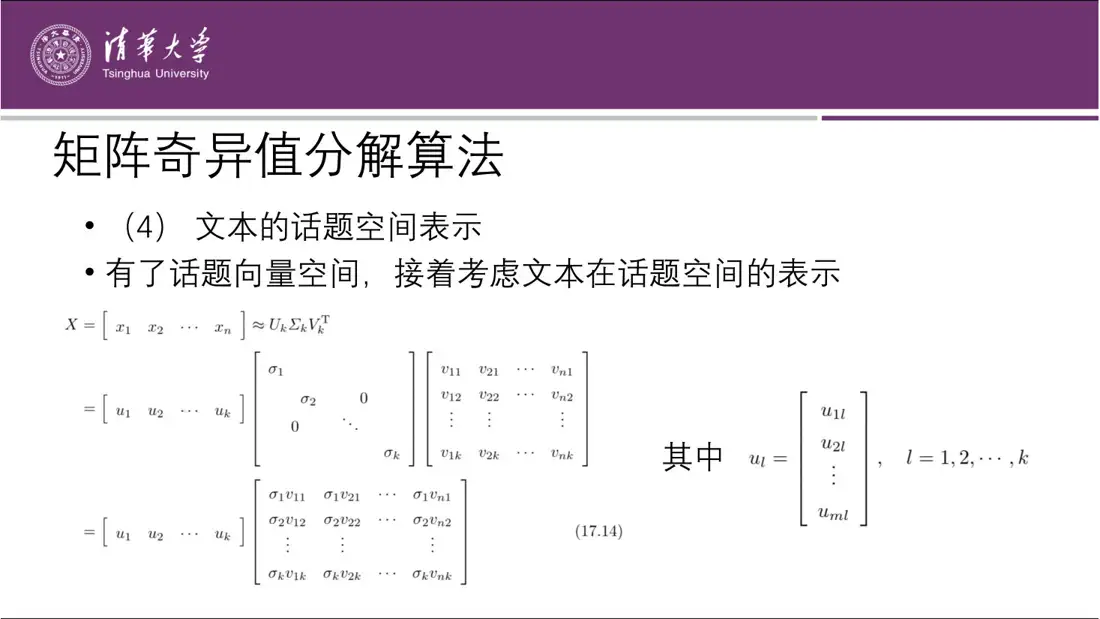 清华大学
Tsinghua University
矩阵奇异值分解算法
• （4） 文本的话题空间表示
• 有了话题向量空间，接着考虑文本在话题空间的表示
X = [ x₁ x₂ ⋯ xₙ ] ≈ UₖΣₖVₖᵀ
= [ u₁ u₂ ⋯ uₖ ] [ σ₁
σ₂ 0
0 ⋱
σₖ ] [ v₁₁ v₂₁ ⋯ vₙ₁
v₁₂ v₂₂ ⋯ vₙ₂
⋮ ⋮ ⋮
v₁ₖ v₂ₖ ⋯ vₙₖ ]
= [ u₁ u₂ ⋯ uₖ ] [ σ₁v₁₁ σ₁v₂₁ ⋯ σ₁vₙ₁
σ₂v₁₂ σ₂v₂₂ ⋯ σ₂vₙ₂
⋮ ⋮ ⋮
σₖv₁ₖ σₖv₂ₖ ⋯ σₖvₙₖ ] (17.14)
其中 uₗ = [ u₁ₗ
u₂ₗ
⋮
uₘₗ ] , l = 1, 2, ⋯ , k